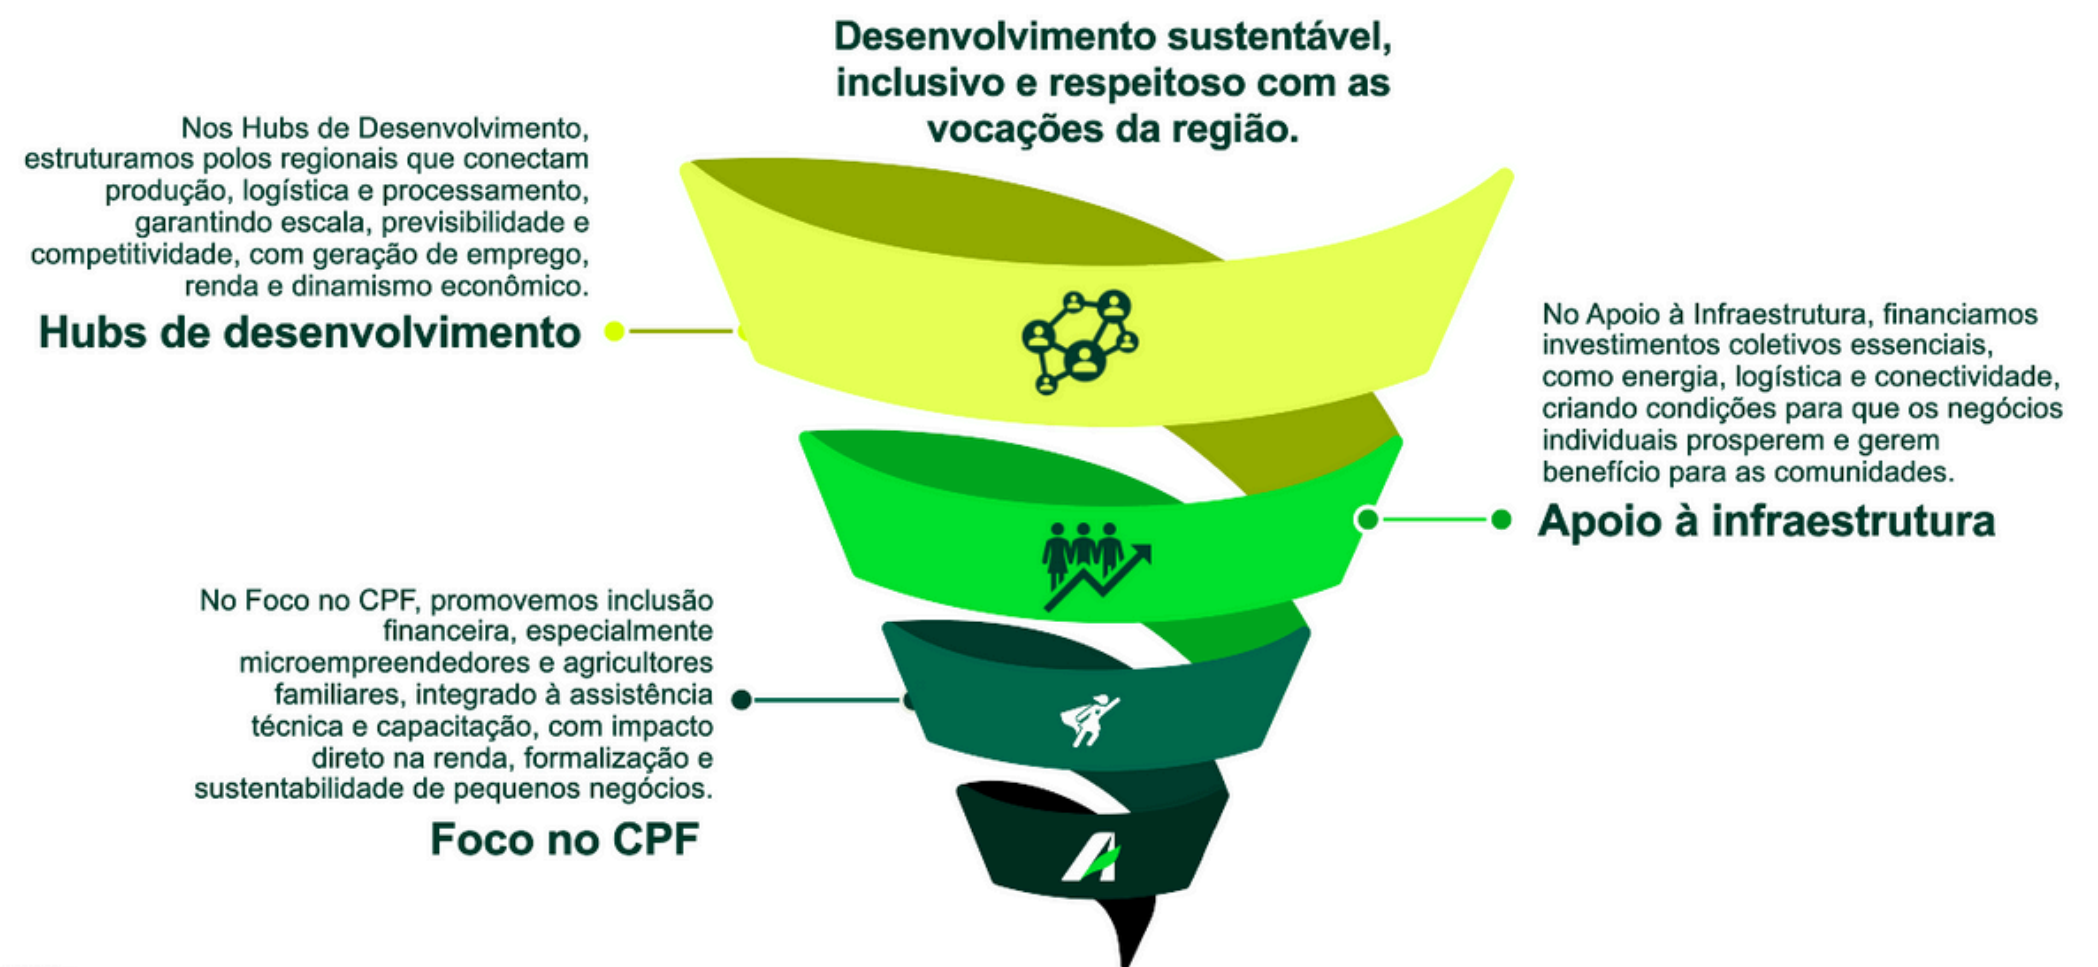 Desenvolvimento sustentável,
inclusivo e respeitoso com as
vocações da região.
Nos Hubs de Desenvolvimento,
estruturamos polos regionais que conectam
produção, logística e processamento,
garantindo escala, previsibilidade e
competitividade, com geração de emprego,
renda e dinamismo econômico.
Hubs de desenvolvimento
No Apoio à Infraestrutura, financiamos
investimentos coletivos essenciais,
como energia, logística e conectividade,
criando condições para que os negócios
individuais prosperem e gerem
benefício para as comunidades.
Apoio à infraestrutura
No Foco no CPF, promovemos inclusão
financeira, especialmente
microempreendedores e agricultores
familiares, integrado à assistência
técnica e capacitação, com impacto
direto na renda, formalização e
sustentabilidade de pequenos negócios.
Foco no CPF